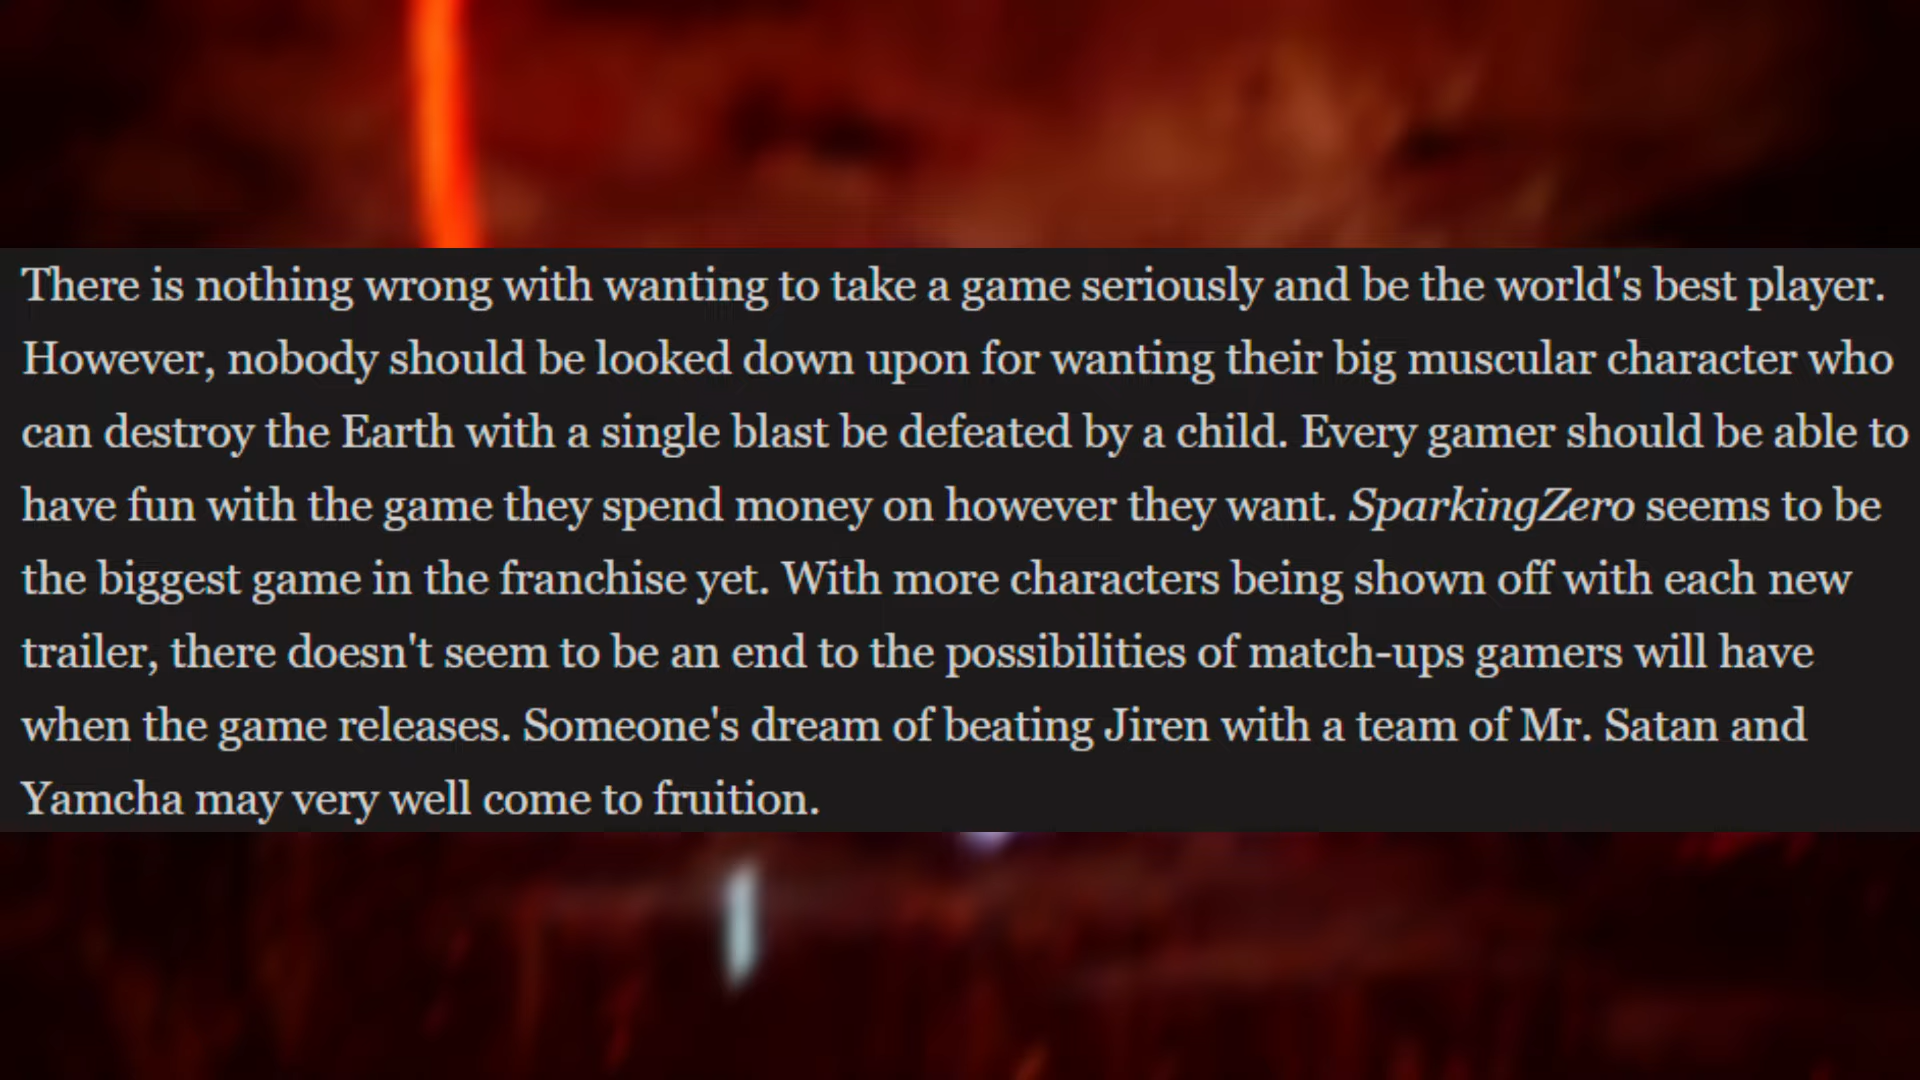 There is nothing wrong with wanting to take a game seriously and be the world's best player.
However, nobody should be looked down upon for wanting their big muscular character who
can destroy the Earth with a single blast be defeated by a child. Every gamer should be able to
have fun with the game they spend money on however they want. SparkingZero seems to be
the biggest game in the franchise yet. With more characters being shown off with each new
trailer, there doesn't seem to be an end to the possibilities of match-ups gamers will have
when the game releases. Someone's dream of beating Jiren with a team of Mr. Satan and
Yamcha may very well come to fruition.